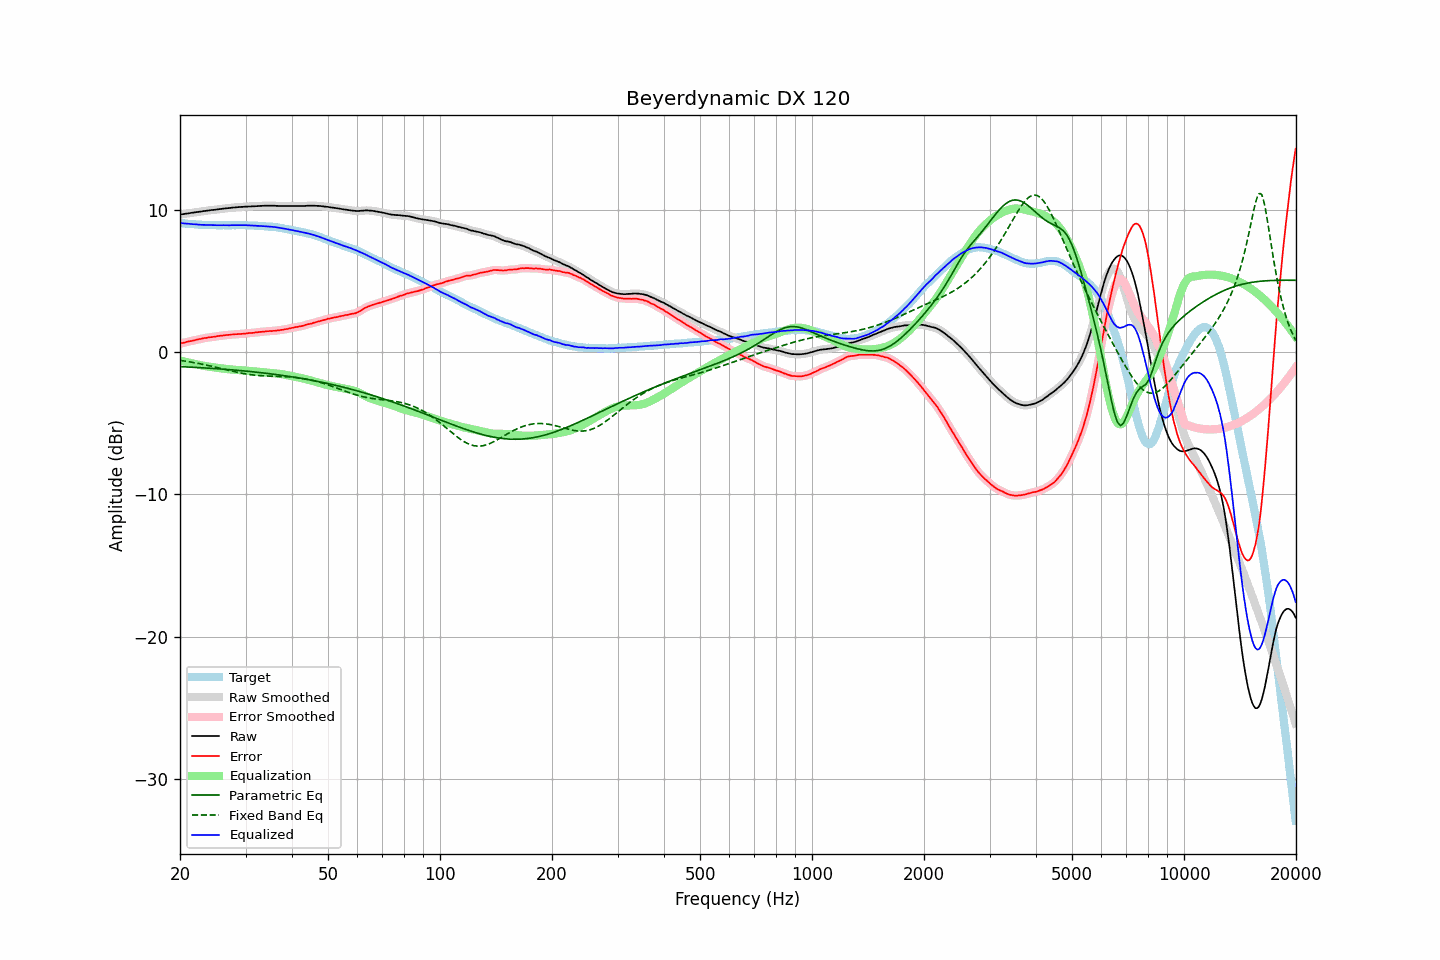 Beyerdynamic DX 120
10
0
−10
−20
−30
Amplitude (dBr)
Target
Raw Smoothed
Error Smoothed
Raw
Error
Equalization
Parametric Eq
Fixed Band Eq
Equalized
20 50 100 200 500 1000 2000 5000 10000 20000
Frequency (Hz)